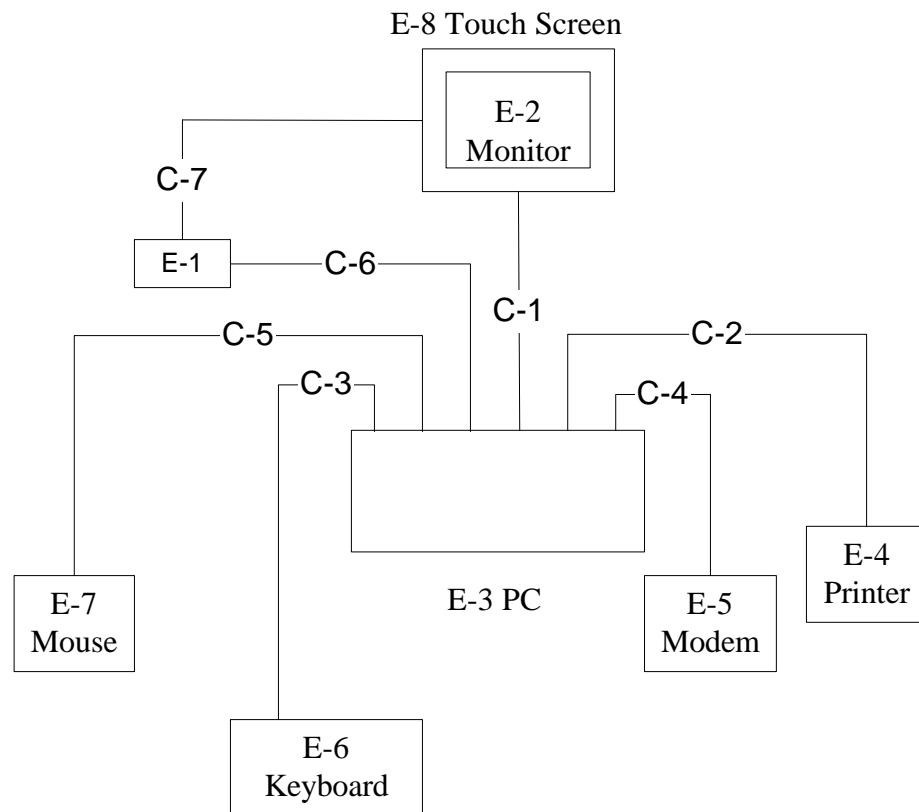 E-8 Touch Screen
E-2
Monitor
C-7
E-1
C-6
C-1
C-5
C-2
C-3
C-4
E-4
Printer
E-7
Mouse
E-3 PC
E-5
Modem
E-6
Keyboard